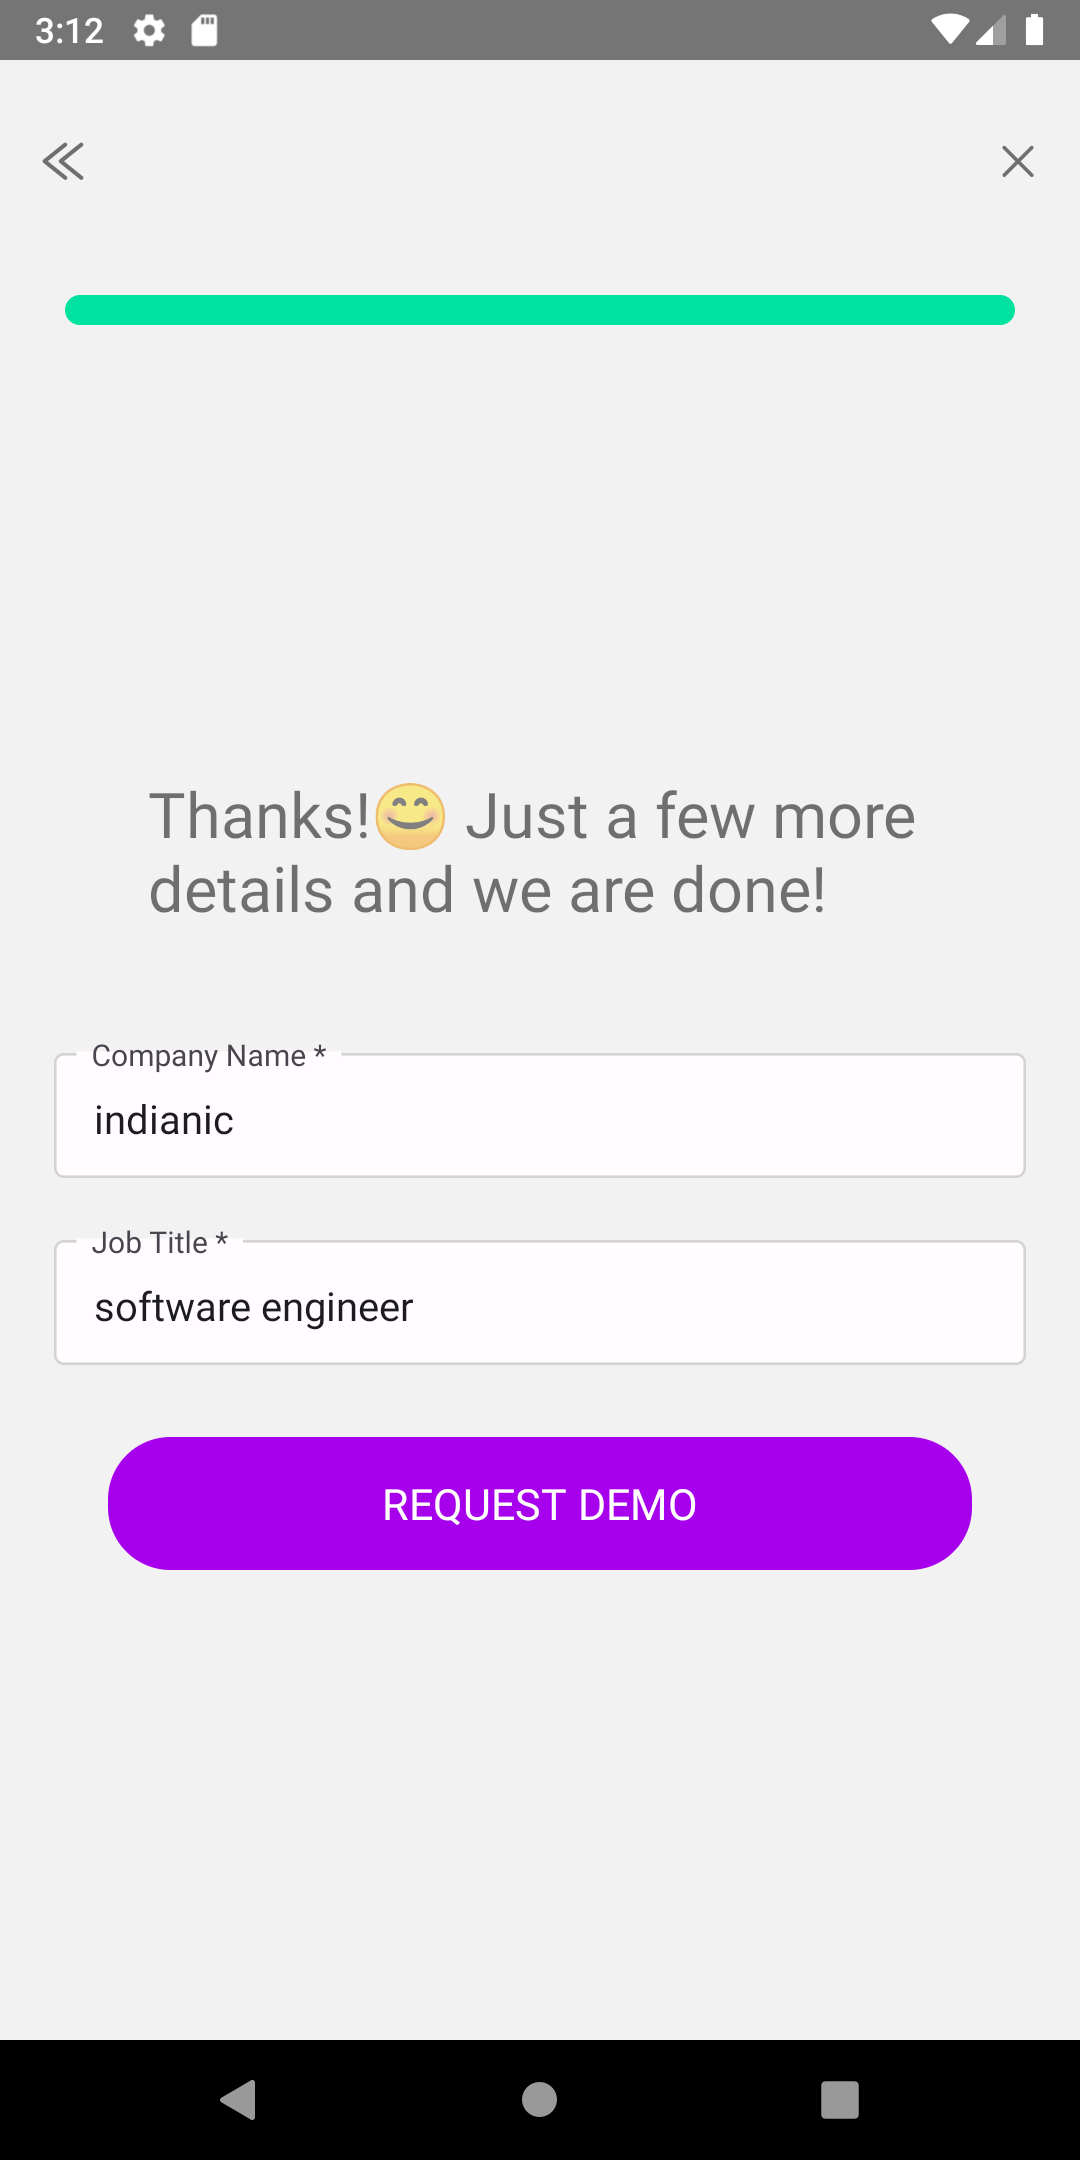 3:12
Thanks!😊 Just a few more
details and we are done!
Company Name *
indianic
Job Title *
software engineer
REQUEST DEMO